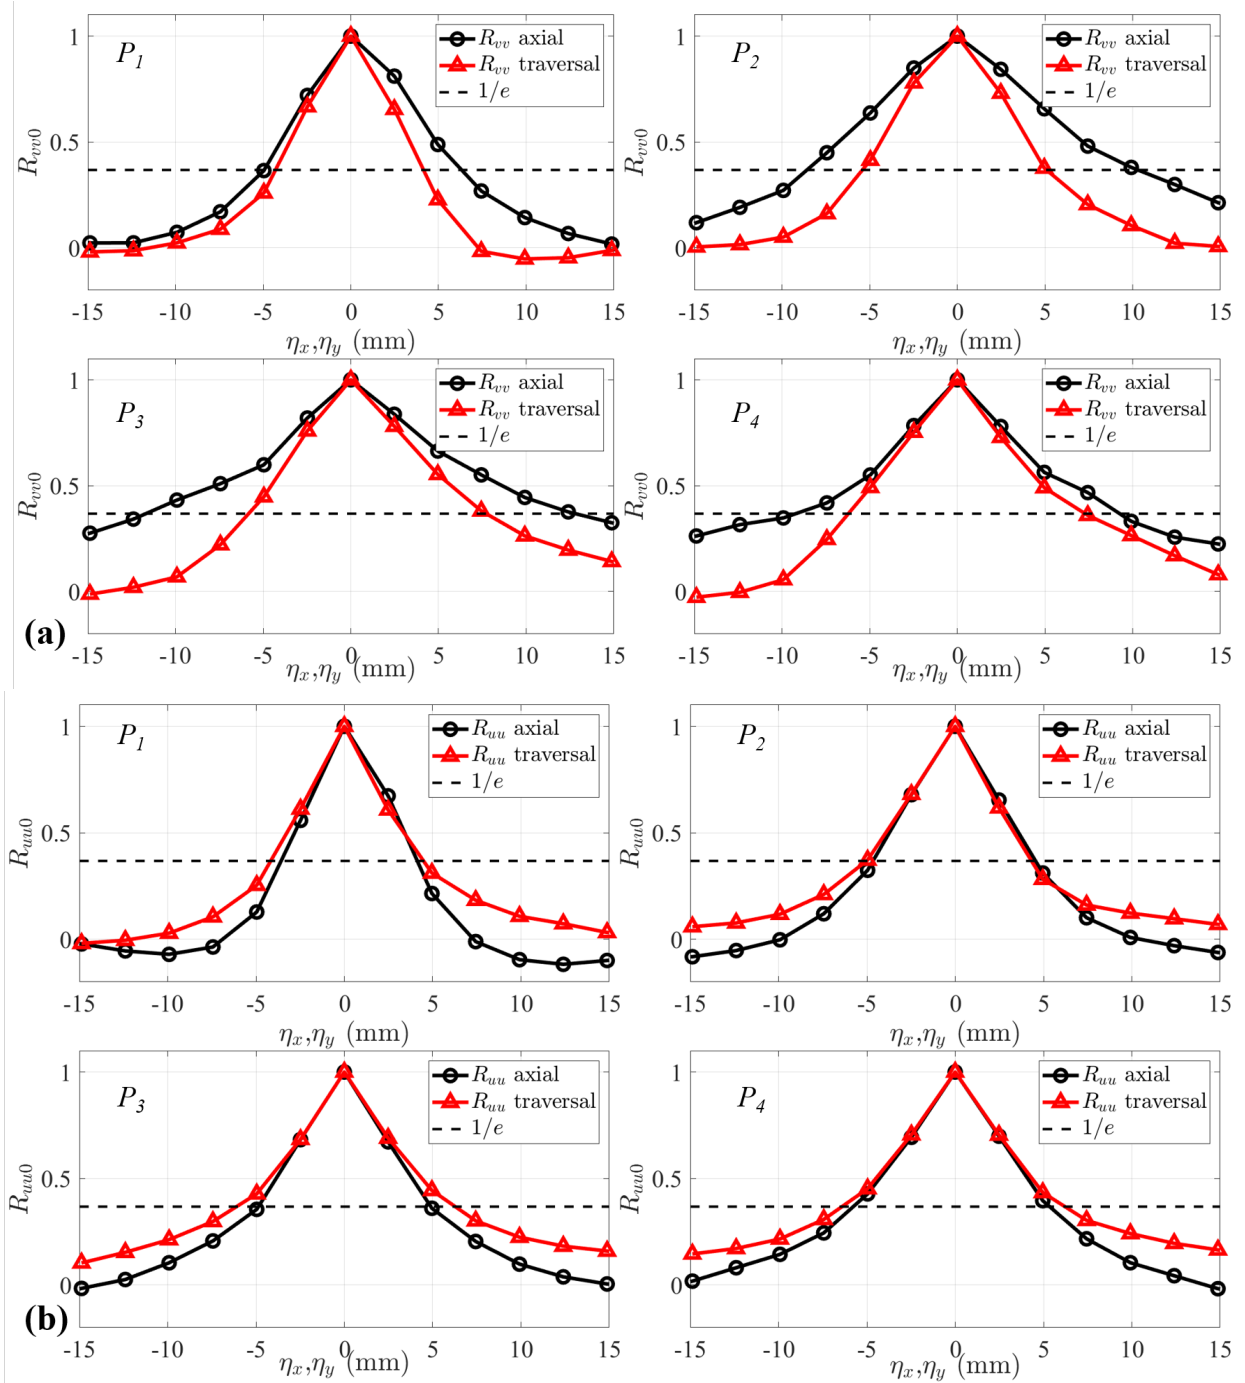 P1
R_vv axial
R_vv traversal
1/e
1
0.5
0
R_vv0
-15 -10 -5 0 5 10 15
η_x,η_y (mm)
P2
R_vv axial
R_vv traversal
1/e
1
0.5
0
R_vv0
-15 -10 -5 0 5 10 15
η_x,η_y (mm)
P3
R_vv axial
R_vv traversal
1/e
1
0.5
0
R_vv0
-15 -10 -5 0 5 10 15
η_x,η_y (mm)
P4
R_vv axial
R_vv traversal
1/e
1
0.5
0
R_vv0
-15 -10 -5 0 5 10 15
η_x,η_y (mm)
(a)
P1
R_uu axial
R_uu traversal
1/e
1
0.5
0
R_uu0
-15 -10 -5 0 5 10 15
η_x,η_y (mm)
P2
R_uu axial
R_uu traversal
1/e
1
0.5
0
R_uu0
-15 -10 -5 0 5 10 15
η_x,η_y (mm)
P3
R_uu axial
R_uu traversal
1/e
1
0.5
0
R_uu0
-15 -10 -5 0 5 10 15
η_x,η_y (mm)
P4
R_uu axial
R_uu traversal
1/e
1
0.5
0
R_uu0
-15 -10 -5 0 5 10 15
η_x,η_y (mm)
(b)